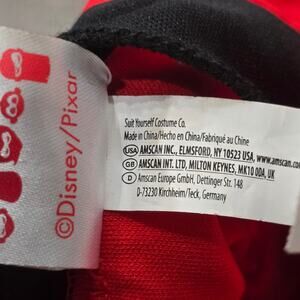 ©Disney/Pixar
Suit Yourself Costume Co.
Made in China/Hecho en China/Fabriqué au Chine
USA AMSCAN INC., ELMSFORD, NY 10523 USA, www.amscan.
GB AMSCAN INT. LTD, MILTON KEYNES, MK10 0DA, UK
D Amscan Europe GmbH, Dettinger Str. 148
D-73230 Kirchheim/Teck, Germany